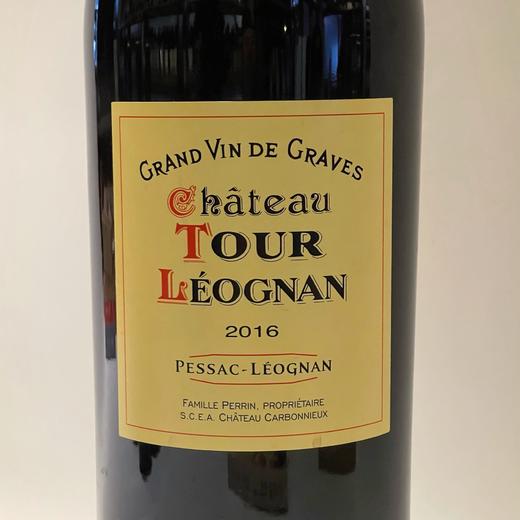 GRAND VIN DE GRAVES
Château
TOUR
LÉOGNAN
2016
PESSAC-LÉOGNAN
FAMILLE PERRIN, PROPRIÉTAIRE
S.C.E.A. CHÂTEAU CARBONNIEUX